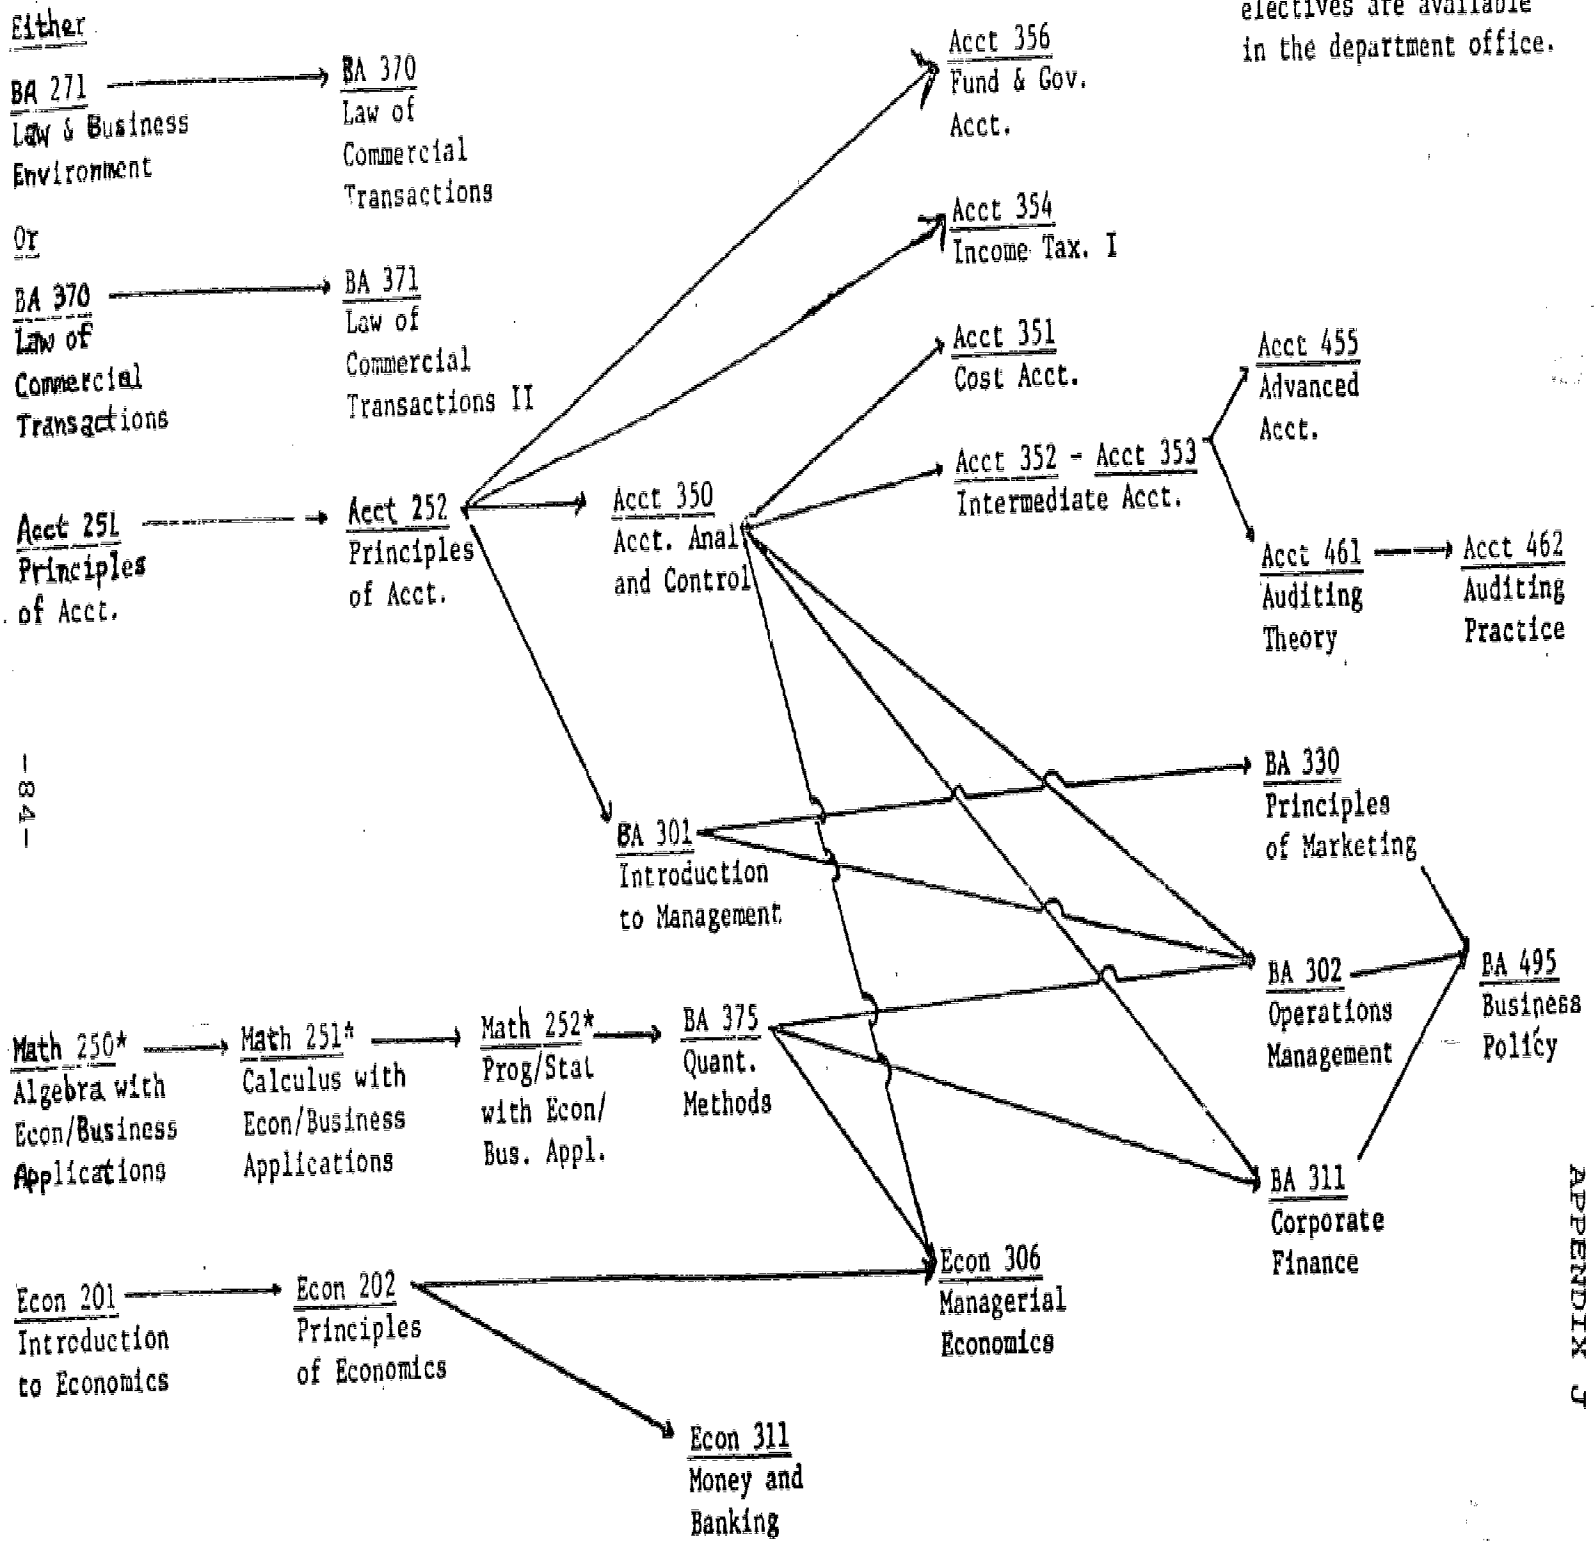 Either
BA 271
Law & Business
Environment
BA 370
Law of
Commercial
Transactions
Or
BA 370
Law of
Commercial
Transactions
BA 371
Law of
Commercial
Transactions II
electives are available
in the department office.
Acct 356
Fund & Gov.
Acct.
Acct 354
Income Tax. I
Acct 351
Cost Acct.
Acct 352 - Acct 353
Intermediate Acct.
Acct 455
Advanced
Acct.
Acct 251
Principles
of Acct.
Acct 252
Principles
of Acct.
Acct 350
Acct. Anal
and Control
Acct 461
Auditing
Theory
Acct 462
Auditing
Practice
-84-
BA 301
Introduction
to Management
BA 330
Principles
of Marketing
BA 302
Operations
Management
BA 495
Business
Policy
Math 250*
Algebra with
Econ/Business
Applications
Math 251*
Calculus with
Econ/Business
Applications
Math 252*
Prog/Stat
with Econ/
Bus. Appl.
BA 375
Quant.
Methods
BA 311
Corporate
Finance
Econ 201
Introduction
to Economics
Econ 202
Principles
of Economics
Econ 306
Managerial
Economics
Econ 311
Money and
Banking
APPENDIX J